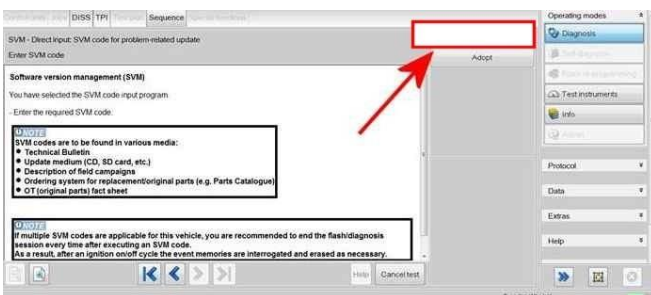 DISS TPI Sequence
SVM - Direct input: SVM code for problem-related update
Enter SVM code
Adopt
Software version management (SVM)
You have selected the SVM code input program.
- Enter the required SVM code:
NOTE
SVM codes are to be found in various media:
● Technical Bulletin
● Update medium (CD, SD card, etc.)
● Description of field campaigns
● Ordering system for replacement/original parts (e.g. Parts Catalogue)
● OT (original parts) fact sheet
NOTE
If multiple SVM codes are applicable for this vehicle, you are recommended to end the flash/diagnosis
session every time after executing an SVM code.
As a result, after an ignition on/off cycle the event memories are interrogated and erased as necessary.
Help Cancel test
Operating modes
Diagnosis
Test instruments
Info
Protocol
Data
Extras
Help